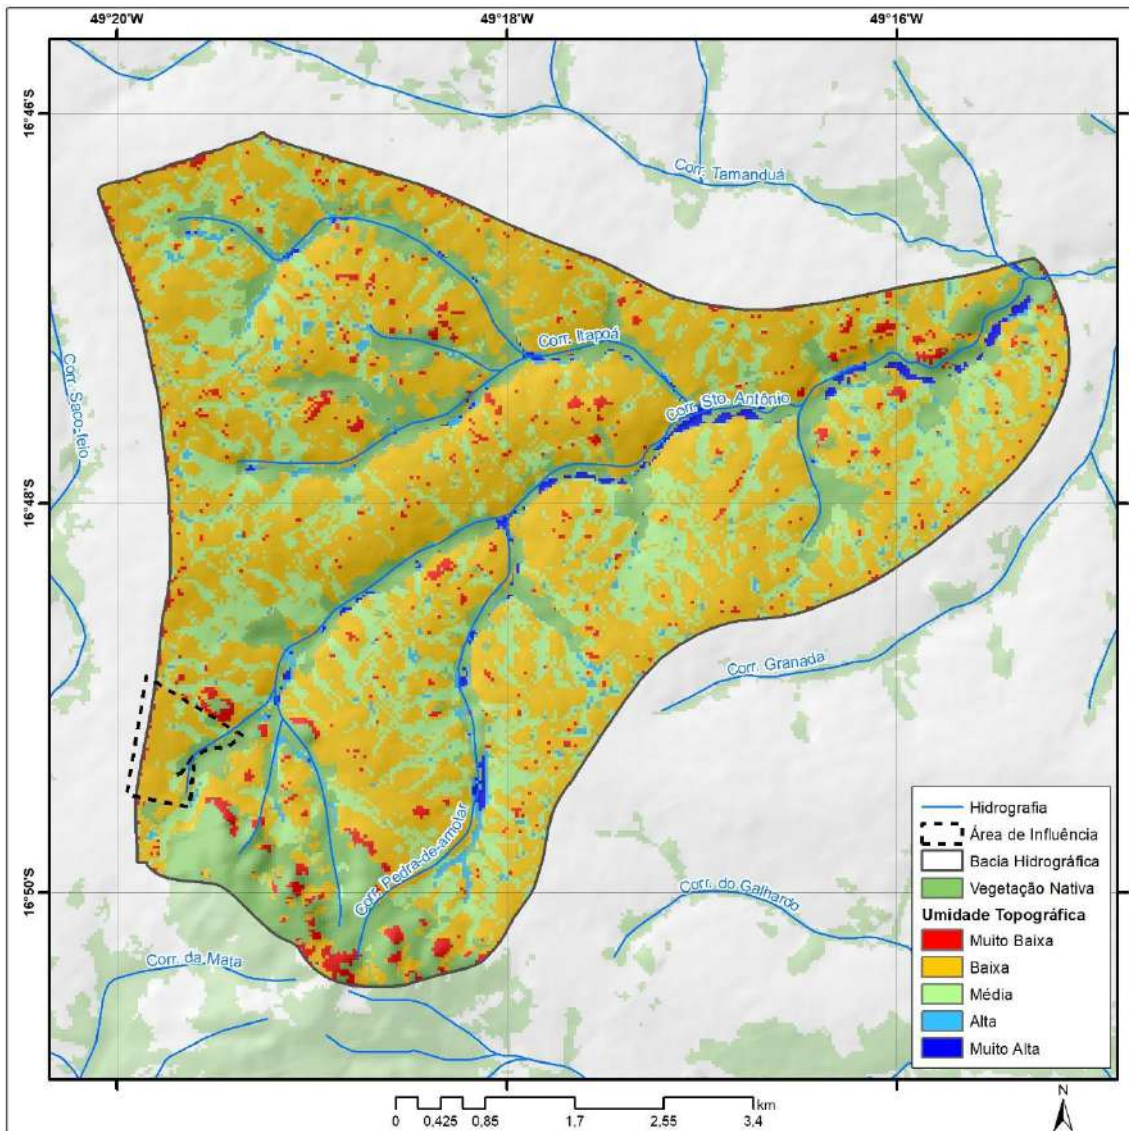 49°20'W 49°18'W 49°16'W
16°46'S
16°48'S
16°50'S
Corr. Tamanduá
Corr. Itapoá
Corr. Saco-feio
Corr. Sto. Antônio
Corr. Granada
Corr. Pedra-de-amolar
Corr. do Galhardo
Corr. da Mata
Hidrografia
Área de Influência
Bacia Hidrográfica
Vegetação Nativa
Umidade Topográfica
Muito Baixa
Baixa
Média
Alta
Muito Alta
N
km
0 0,425 0,85 1,7 2,55 3,4